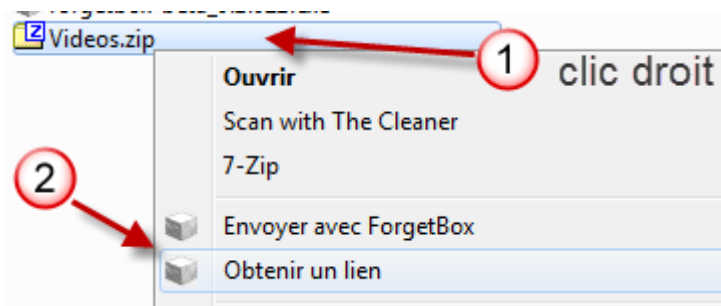 Videos.zip
1 clic droit
Ouvrir
Scan with The Cleaner
7-Zip
2
Envoyer avec ForgetBox
Obtenir un lien